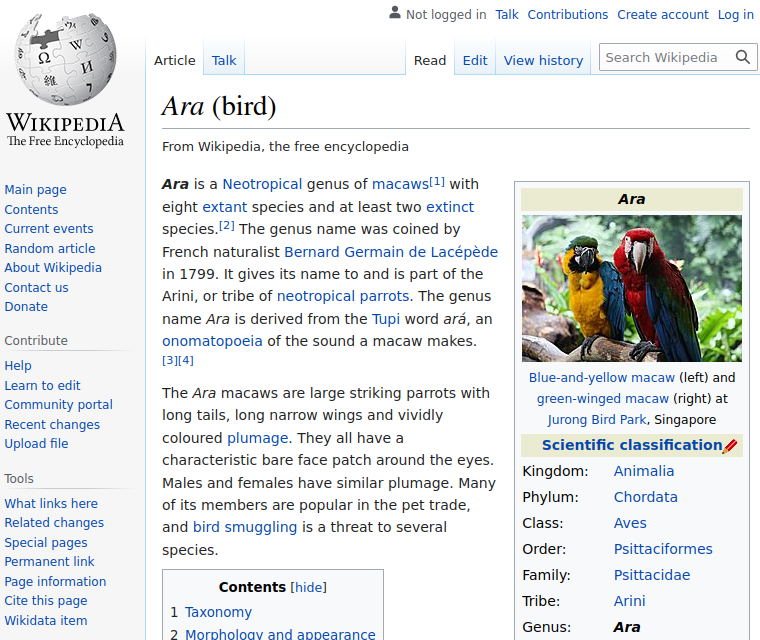 Not logged in Talk Contributions Create account Log in
Article Talk Read Edit View history Search Wikipedia
Ω W И 維 7
WIKIPEDIA
The Free Encyclopedia
Main page
Contents
Current events
Random article
About Wikipedia
Contact us
Donate
Contribute
Help
Learn to edit
Community portal
Recent changes
Upload file
Tools
What links here
Related changes
Special pages
Permanent link
Page information
Cite this page
Wikidata item
Ara (bird)
From Wikipedia, the free encyclopedia
Ara is a Neotropical genus of macaws[1] with
eight extant species and at least two extinct
species.[2] The genus name was coined by
French naturalist Bernard Germain de Lacépède
in 1799. It gives its name to and is part of the
Arini, or tribe of neotropical parrots. The genus
name Ara is derived from the Tupi word ará, an
onomatopoeia of the sound a macaw makes.
[3][4]
The Ara macaws are large striking parrots with
long tails, long narrow wings and vividly
coloured plumage. They all have a
characteristic bare face patch around the eyes.
Males and females have similar plumage. Many
of its members are popular in the pet trade,
and bird smuggling is a threat to several
species.
Contents [hide]
1 Taxonomy
2 Morphology and appearance
Ara
Blue-and-yellow macaw (left) and
green-winged macaw (right) at
Jurong Bird Park, Singapore
Scientific classification
Kingdom: Animalia
Phylum: Chordata
Class: Aves
Order: Psittaciformes
Family: Psittacidae
Tribe: Arini
Genus: Ara